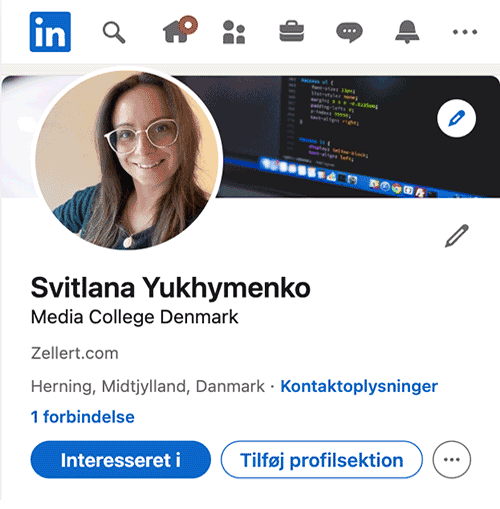 in
Svitlana Yukhymenko
Media College Denmark
Zellert.com
Herning, Midtjylland, Danmark · Kontaktoplysninger
1 forbindelse
Interesseret i
Tilføj profilsektion